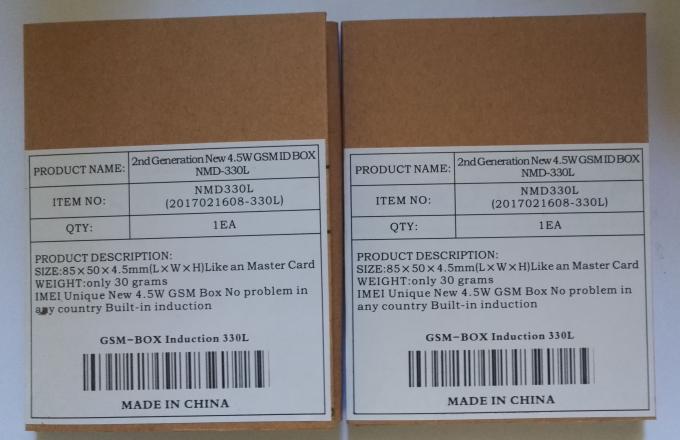 PRODUCT NAME: 2nd Generation New 4.5W GSM ID BOX
NMD-330L
ITEM NO: NMD330L
(2017021608-330L)
QTY: 1EA
PRODUCT DESCRIPTION:
SIZE:85×50×4.5mm(L×W×H)Like an Master Card
WEIGHT:only 30 grams
IMEI Unique New 4.5W GSM Box No problem in
any country Built-in induction
GSM-BOX Induction 330L
MADE IN CHINA
PRODUCT NAME: 2nd Generation New 4.5W GSM ID BOX
NMD-330L
ITEM NO: NMD330L
(2017021608-330L)
QTY: 1EA
PRODUCT DESCRIPTION:
SIZE:85×50×4.5mm(L×W×H)Like an Master Card
WEIGHT:only 30 grams
IMEI Unique New 4.5W GSM Box No problem in
any country Built-in induction
GSM-BOX Induction 330L
MADE IN CHINA